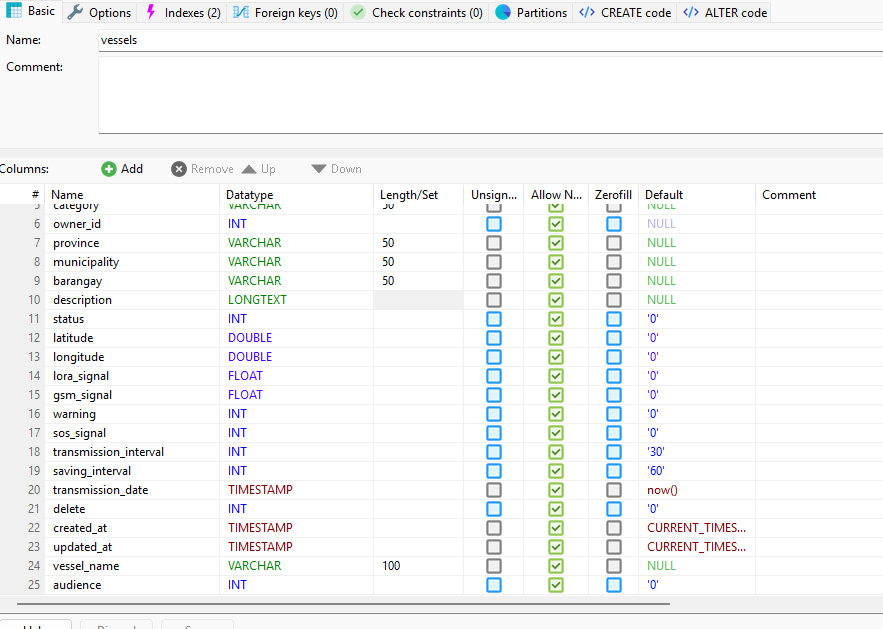 Basic Options Indexes (2) Foreign keys (0) Check constraints (0) Partitions CREATE code ALTER code
Name: vessels
Comment:
Columns: Add Remove Up Down
# Name Datatype Length/Set Unsign... Allow N... Zerofill Default Comment
5 category VARCHAR 50 NULL
6 owner_id INT NULL
7 province VARCHAR 50 NULL
8 municipality VARCHAR 50 NULL
9 barangay VARCHAR 50 NULL
10 description LONGTEXT NULL
11 status INT '0'
12 latitude DOUBLE '0'
13 longitude DOUBLE '0'
14 lora_signal FLOAT '0'
15 gsm_signal FLOAT '0'
16 warning INT '0'
17 sos_signal INT '0'
18 transmission_interval INT '30'
19 saving_interval INT '60'
20 transmission_date TIMESTAMP now()
21 delete INT '0'
22 created_at TIMESTAMP CURRENT_TIMES...
23 updated_at TIMESTAMP CURRENT_TIMES...
24 vessel_name VARCHAR 100 NULL
25 audience INT '0'